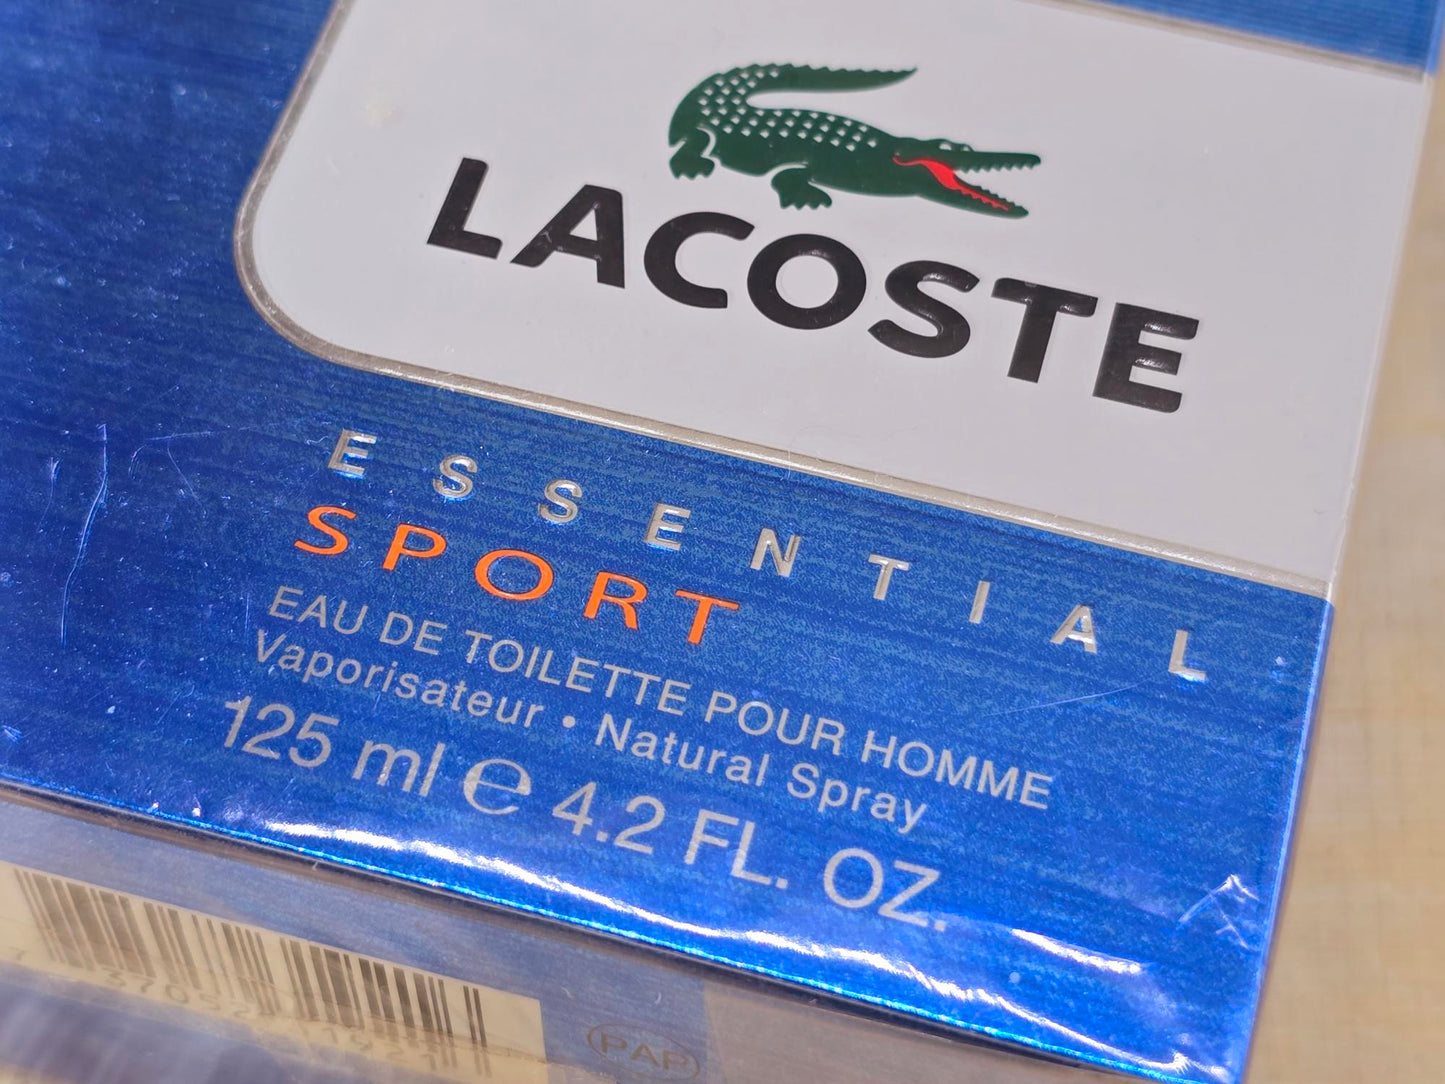 LACOSTE
ESSENTIAL
SPORT
EAU DE TOILETTE POUR HOMME
Vaporisateur • Natural Spray
125 ml ℮ 4.2 FL. OZ.
PAP